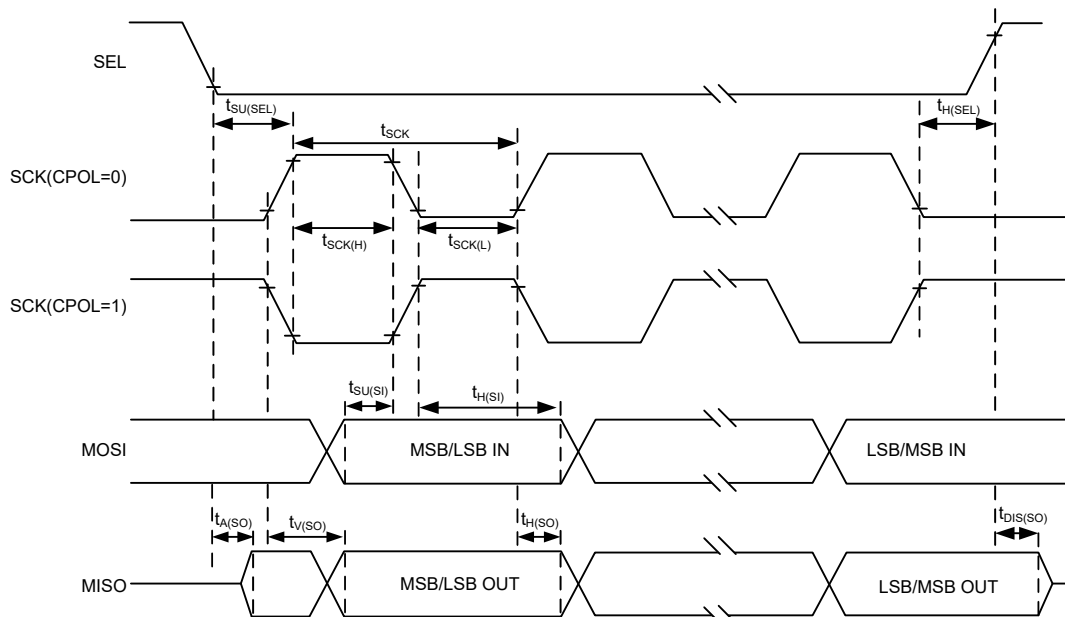 SEL
tSU(SEL)
tH(SEL)
tSCK
SCK(CPOL=0)
tSCK(H)
tSCK(L)
SCK(CPOL=1)
tSU(SI)
tH(SI)
MOSI
MSB/LSB IN
LSB/MSB IN
tA(SO)
tV(SO)
tH(SO)
tDIS(SO)
MISO
MSB/LSB OUT
LSB/MSB OUT